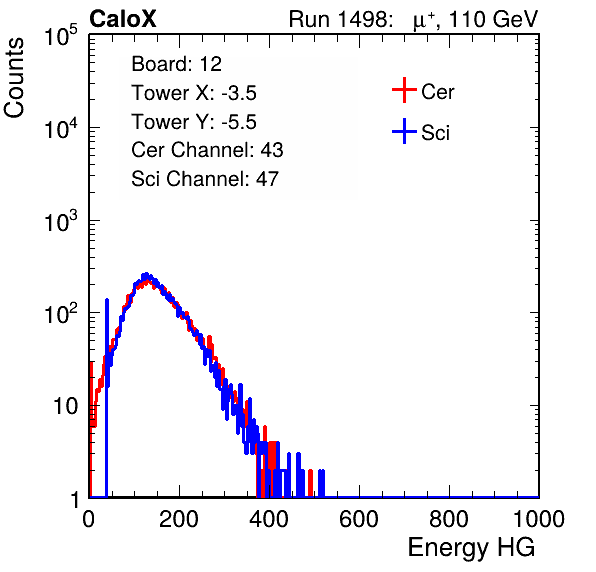 CaloX Run 1498: μ⁺, 110 GeV
Board: 12
Tower X: -3.5
Tower Y: -5.5
Cer Channel: 43
Sci Channel: 47
Cer
Sci
Counts
10⁵
10⁴
10³
10²
10
1
0 200 400 600 800 1000
Energy HG